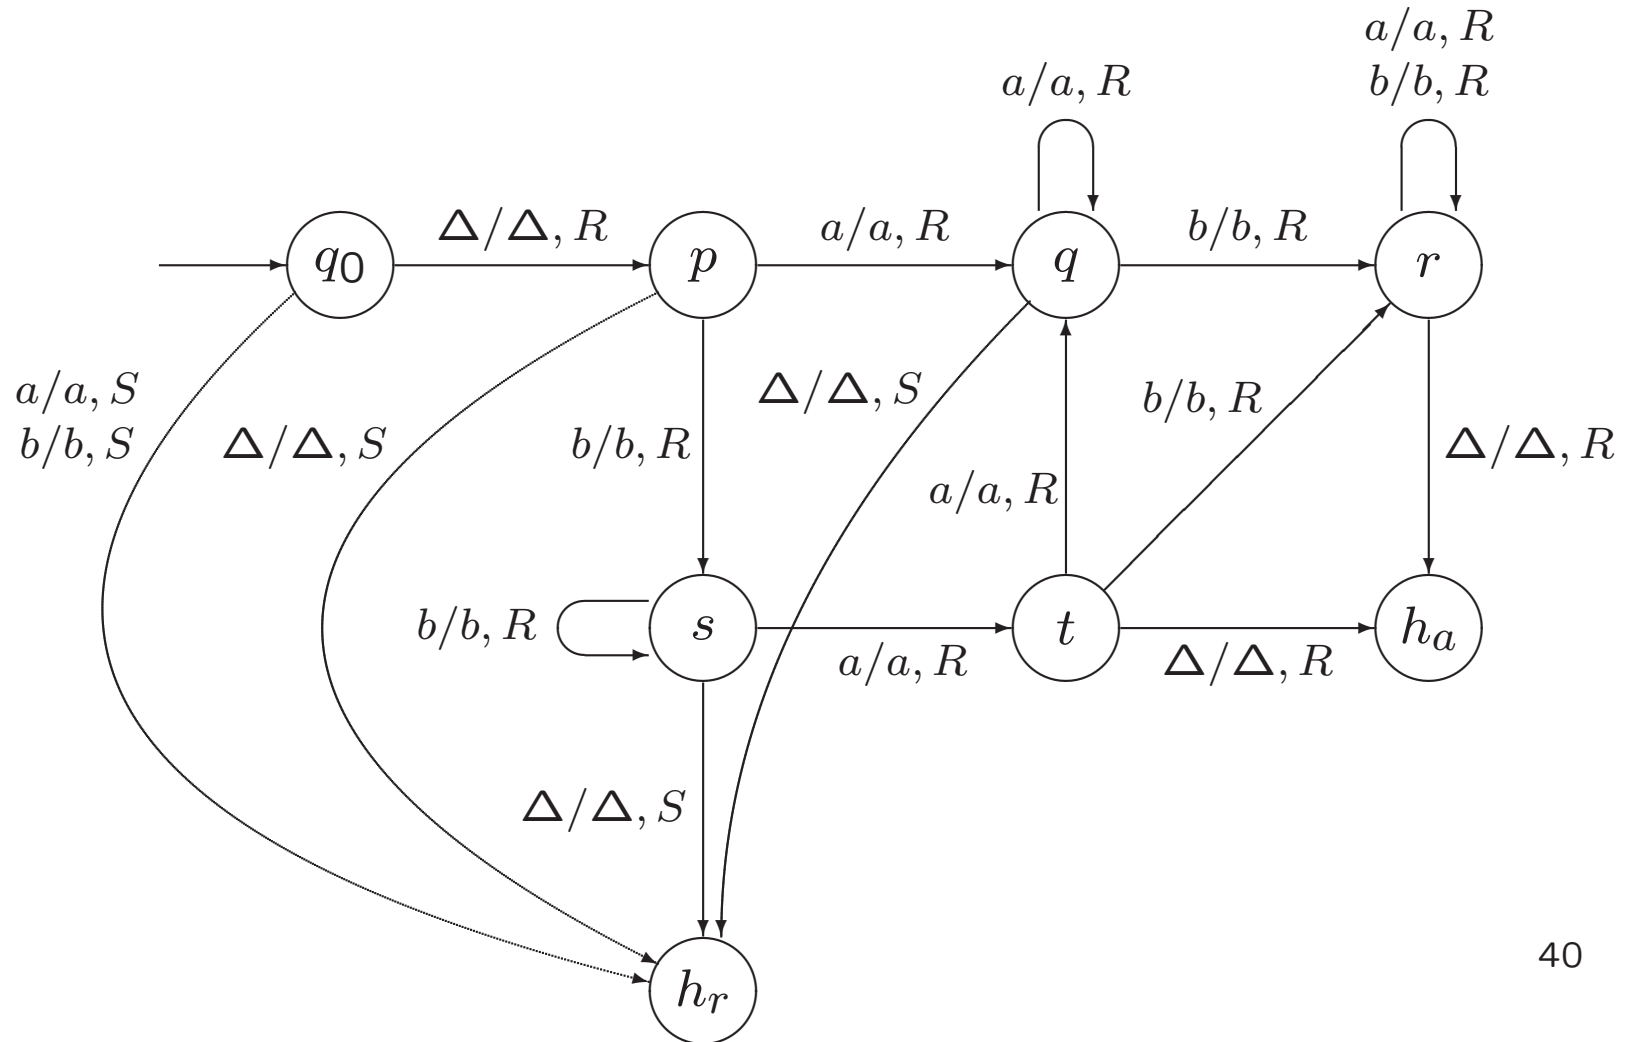 a/a, R
b/b, R
a/a, R
Δ/Δ, R
a/a, R
b/b, R
q0
p
q
r
a/a, S
b/b, S
Δ/Δ, S
b/b, R
Δ/Δ, S
a/a, R
b/b, R
Δ/Δ, R
b/b, R
s
a/a, R
t
Δ/Δ, R
ha
Δ/Δ, S
hr
40